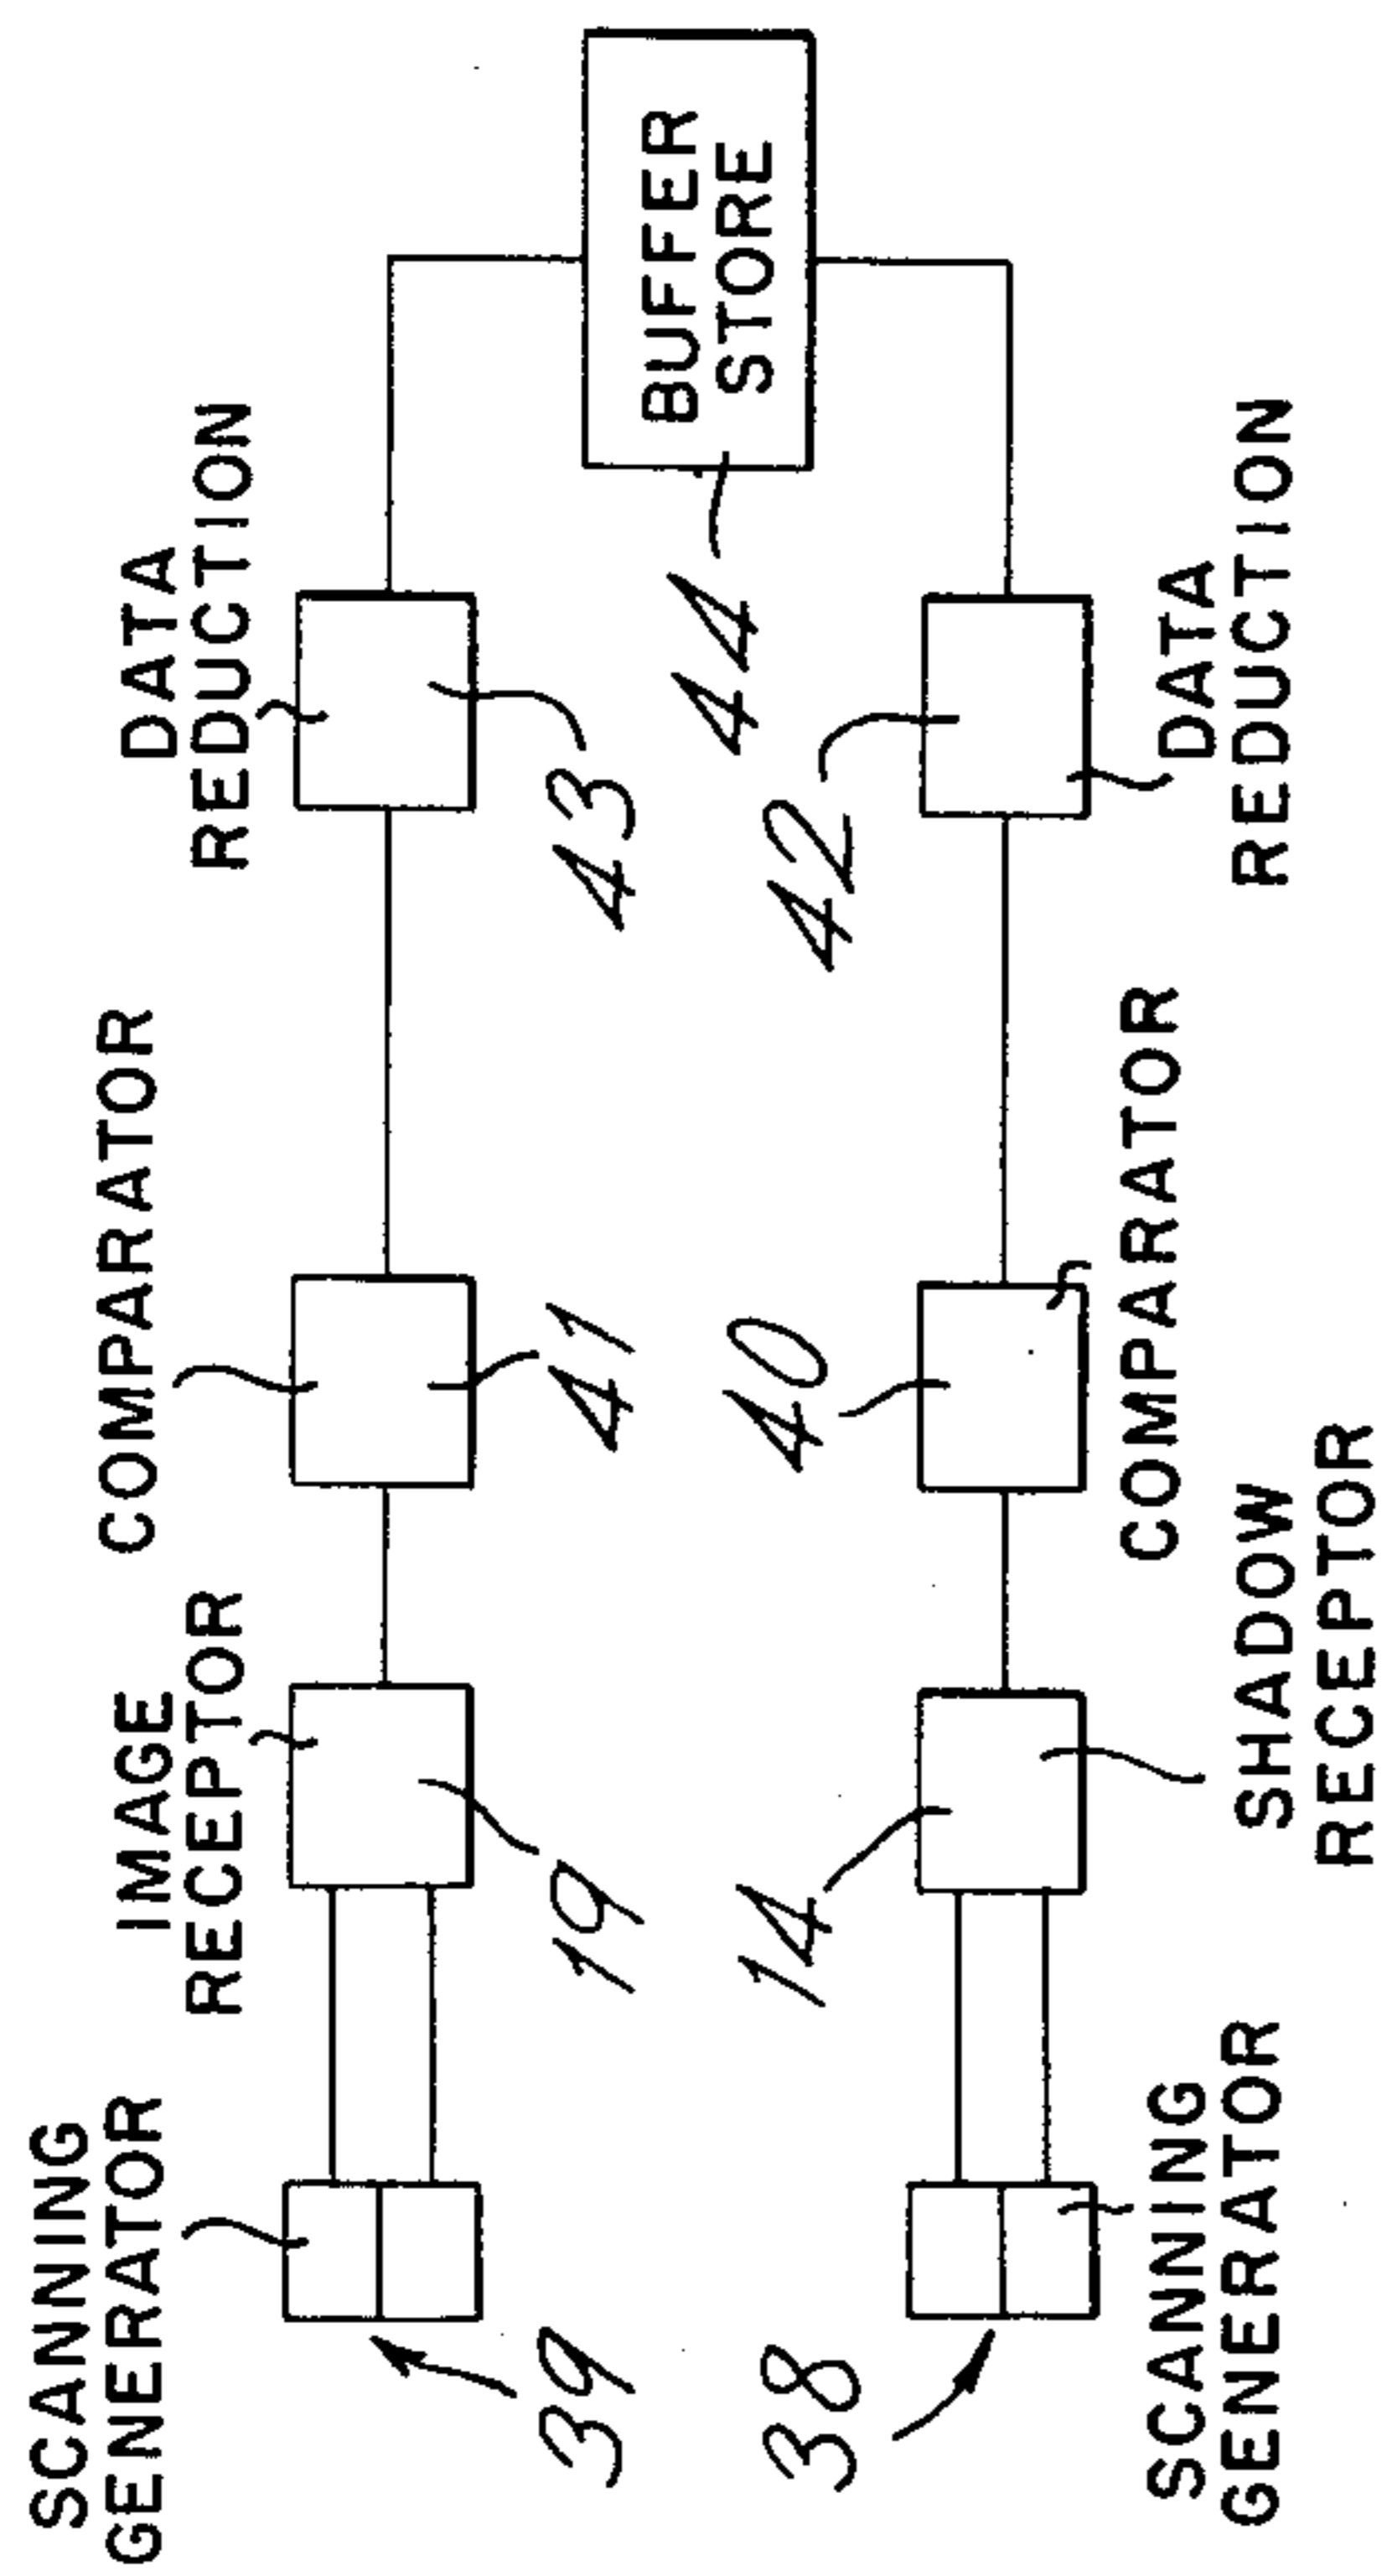 SCANNING
GENERATOR
39
IMAGE
RECEPTOR
19
COMPARATOR
41
DATA
REDUCTION
43
BUFFER
STORE
44
38
SCANNING
GENERATOR
14
SHADOW
RECEPTOR
40
COMPARATOR
42
DATA
REDUCTION